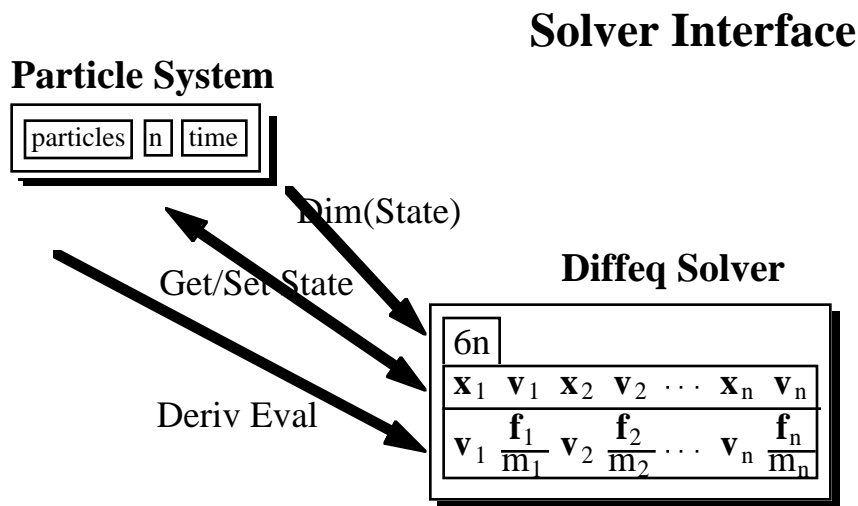 Solver Interface
Particle System
particles n time
Dim(State)
Get/Set State
Diffeq Solver
6n
Deriv Eval
x1 v1 x2 v2 ... xn vn
v1 f1/m1 v2 f2/m2 ... vn fn/mn